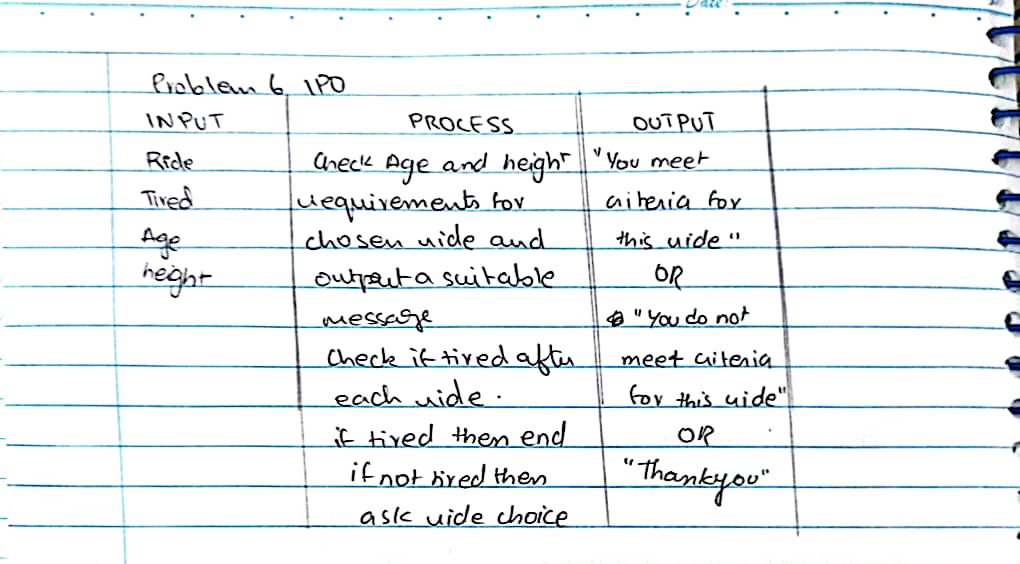 Date:
Problem 6 IPO
INPUT PROCESS OUTPUT
Ride Check Age and height "You meet
Tired requirements for criteria for
Age chosen ride and this ride"
height output a suitable OR
message "You do not
Check if tired after meet criteria
each ride. for this ride"
if tired then end OR
if not tired then "Thankyou"
ask ride choice